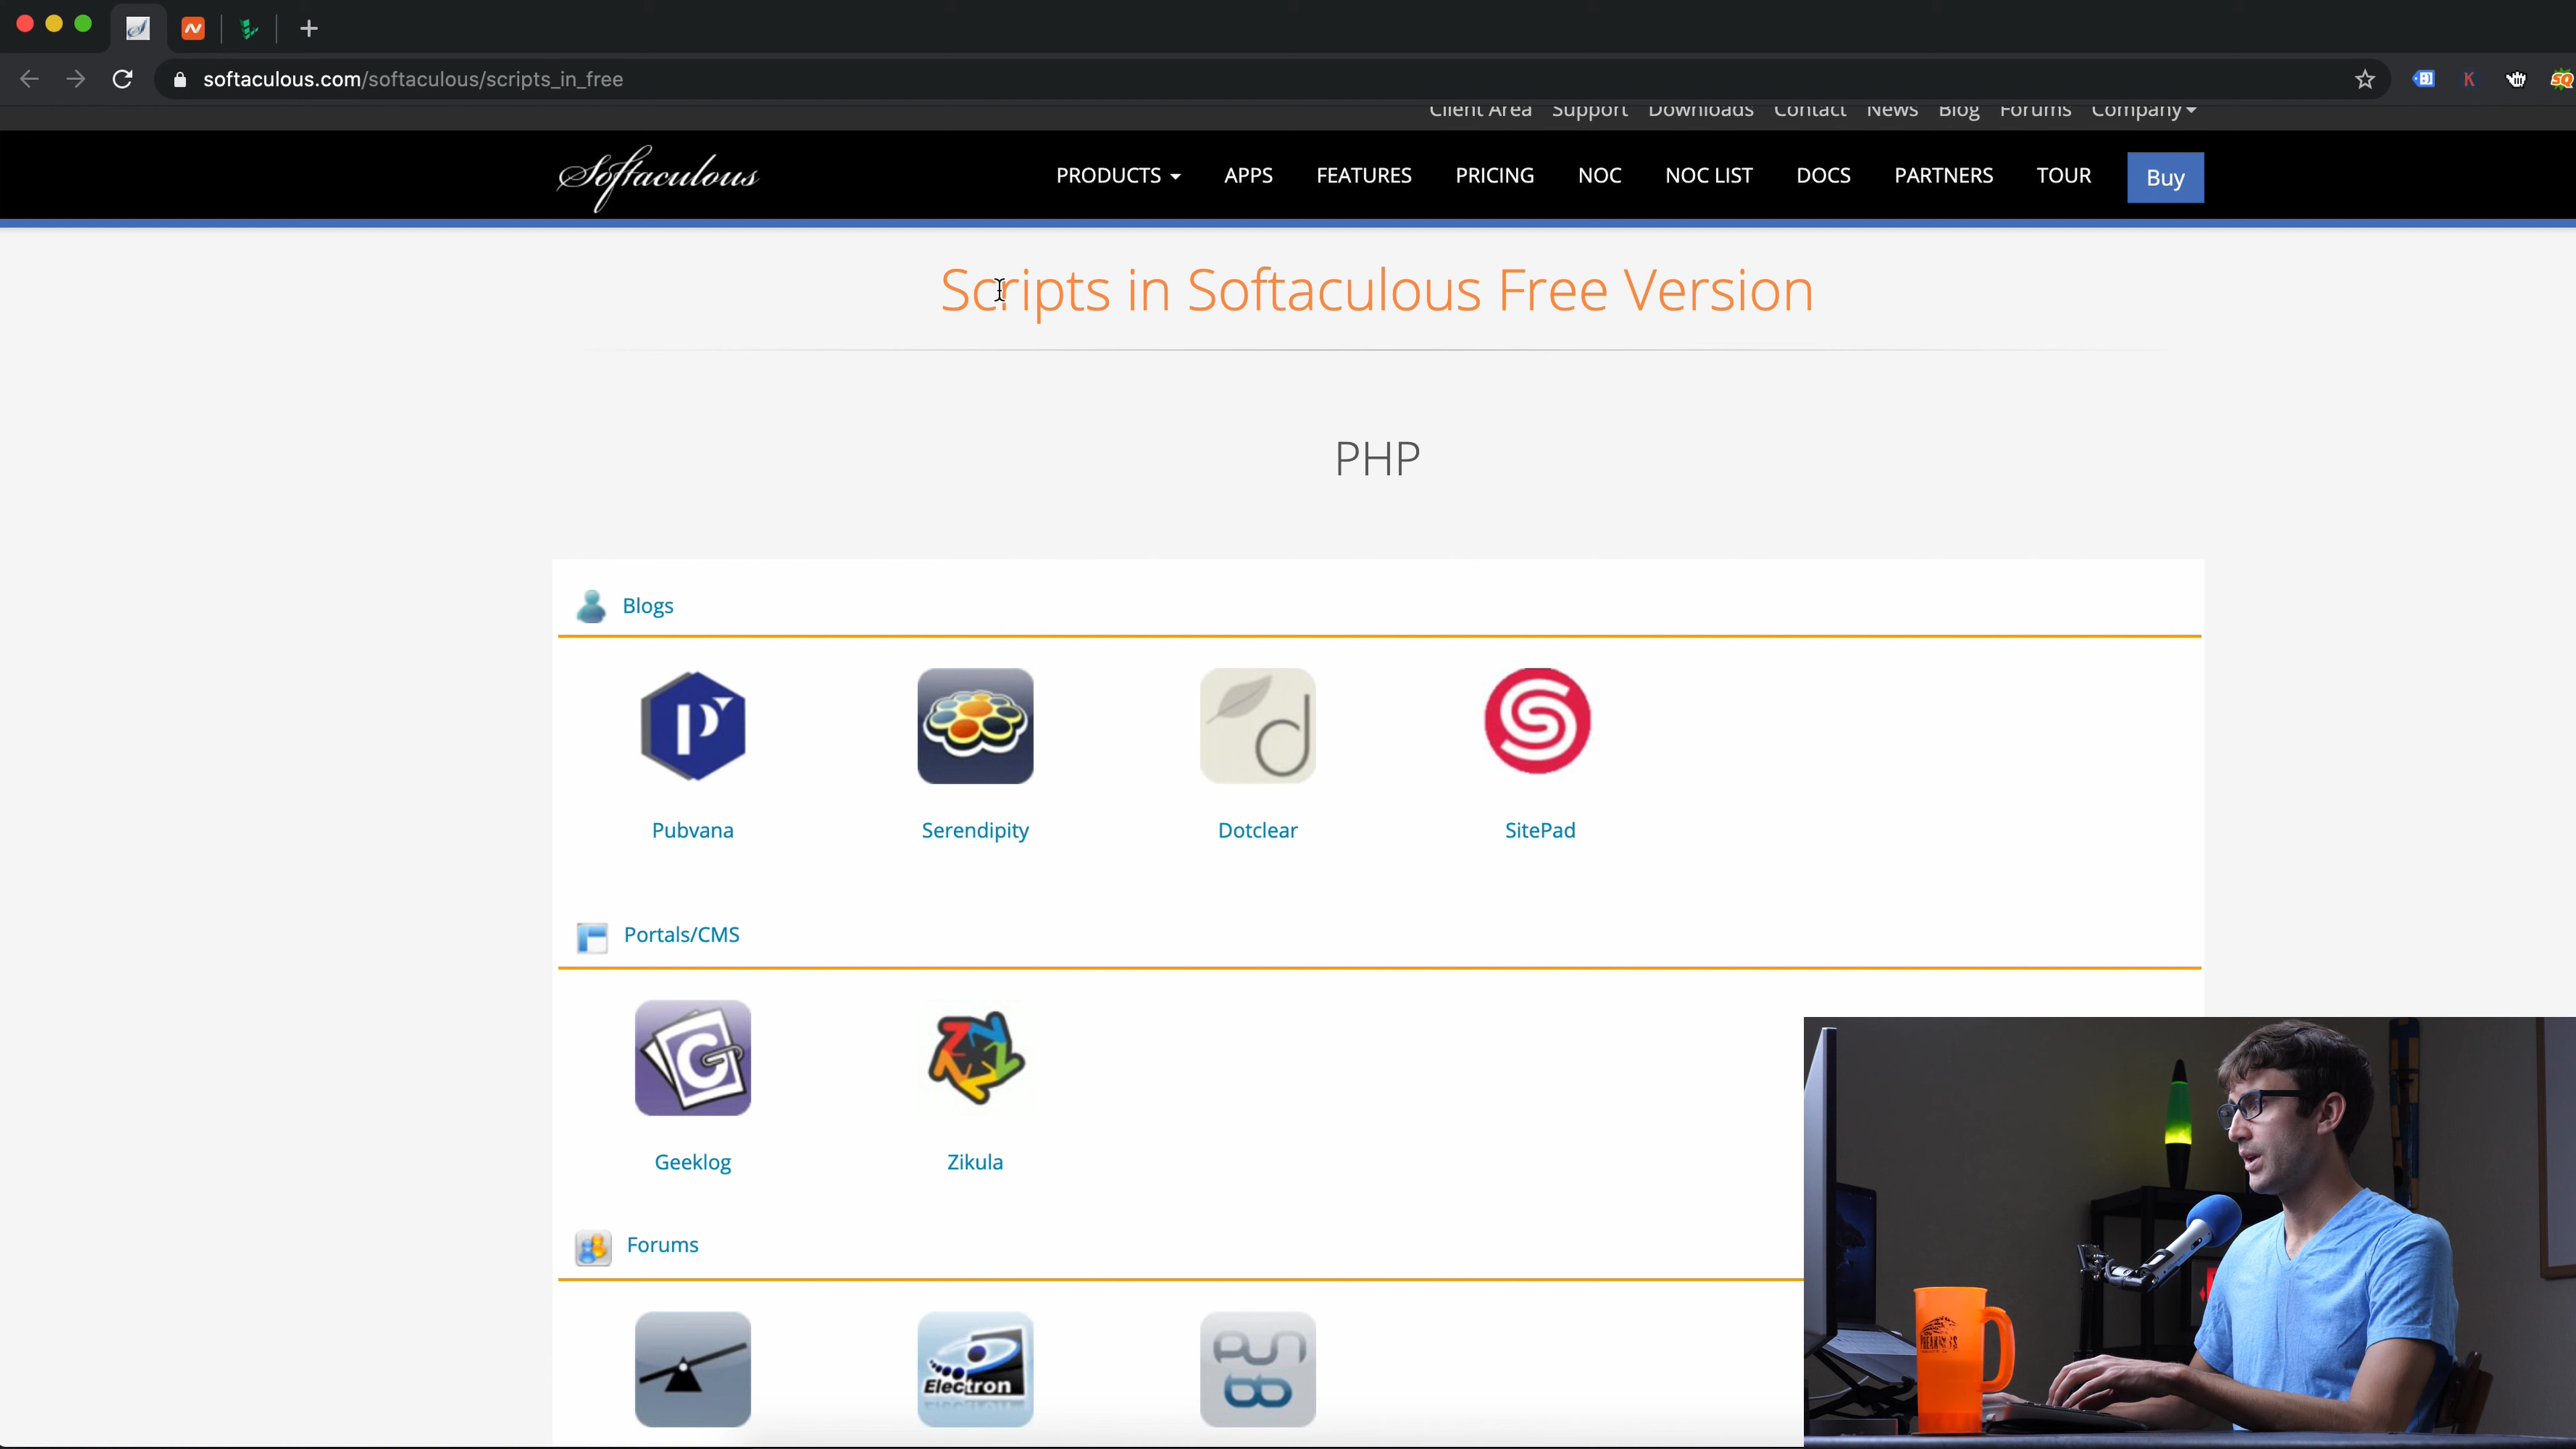 softaculous.com/softaculous/scripts_in_free
Client Area Support Downloads Contact News Blog Forums Company
Softaculous
PRODUCTS APPS FEATURES PRICING NOC NOC LIST DOCS PARTNERS TOUR Buy
Scripts in Softaculous Free Version
PHP
Blogs
Pubvana Serendipity Dotclear SitePad
Portals/CMS
Geeklog Zikula
Forums
Electron
punBB